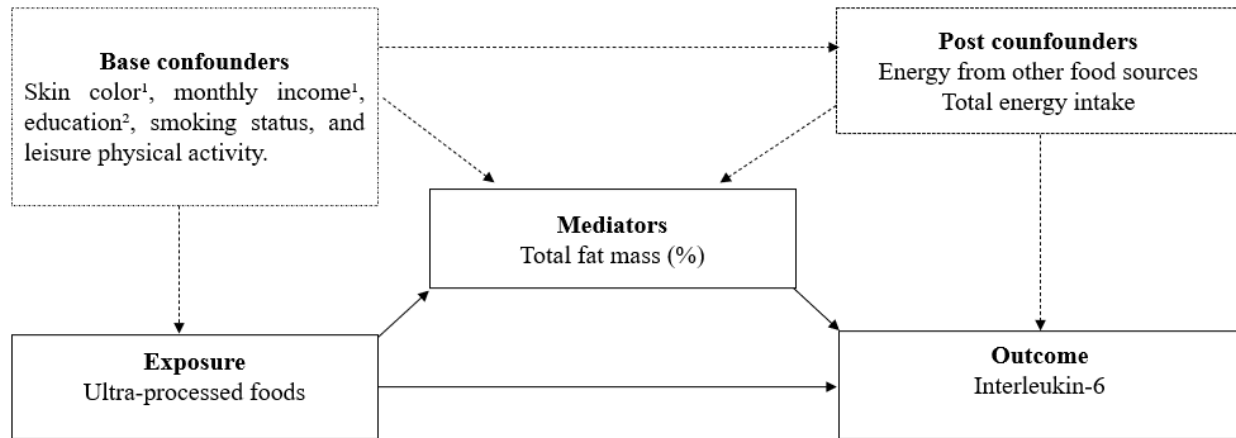 Base confounders
Skin color¹, monthly income¹,
education², smoking status, and
leisure physical activity.
Post counfounders
Energy from other food sources
Total energy intake
Mediators
Total fat mass (%)
Exposure
Ultra-processed foods
Outcome
Interleukin-6